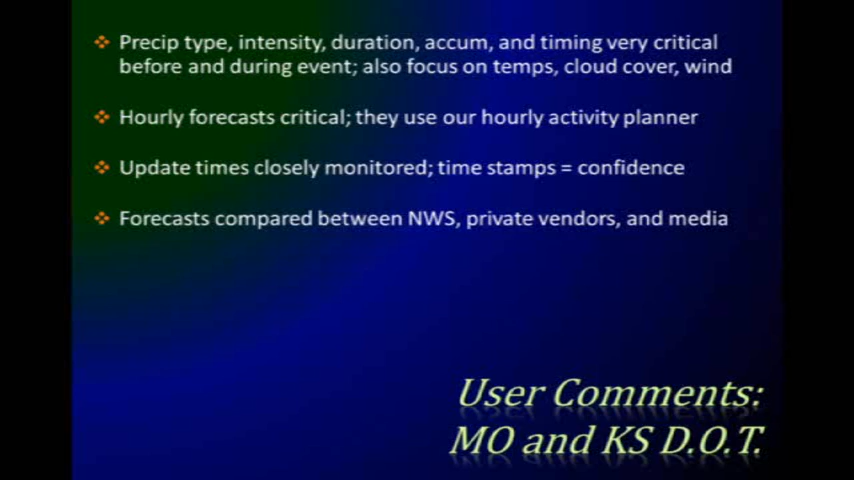 Precip type, intensity, duration, accum, and timing very critical
before and during event; also focus on temps, cloud cover, wind
Hourly forecasts critical; they use our hourly activity planner
Update times closely monitored; time stamps = confidence
Forecasts compared between NWS, private vendors, and media
User Comments:
MO and KS D.O.T.